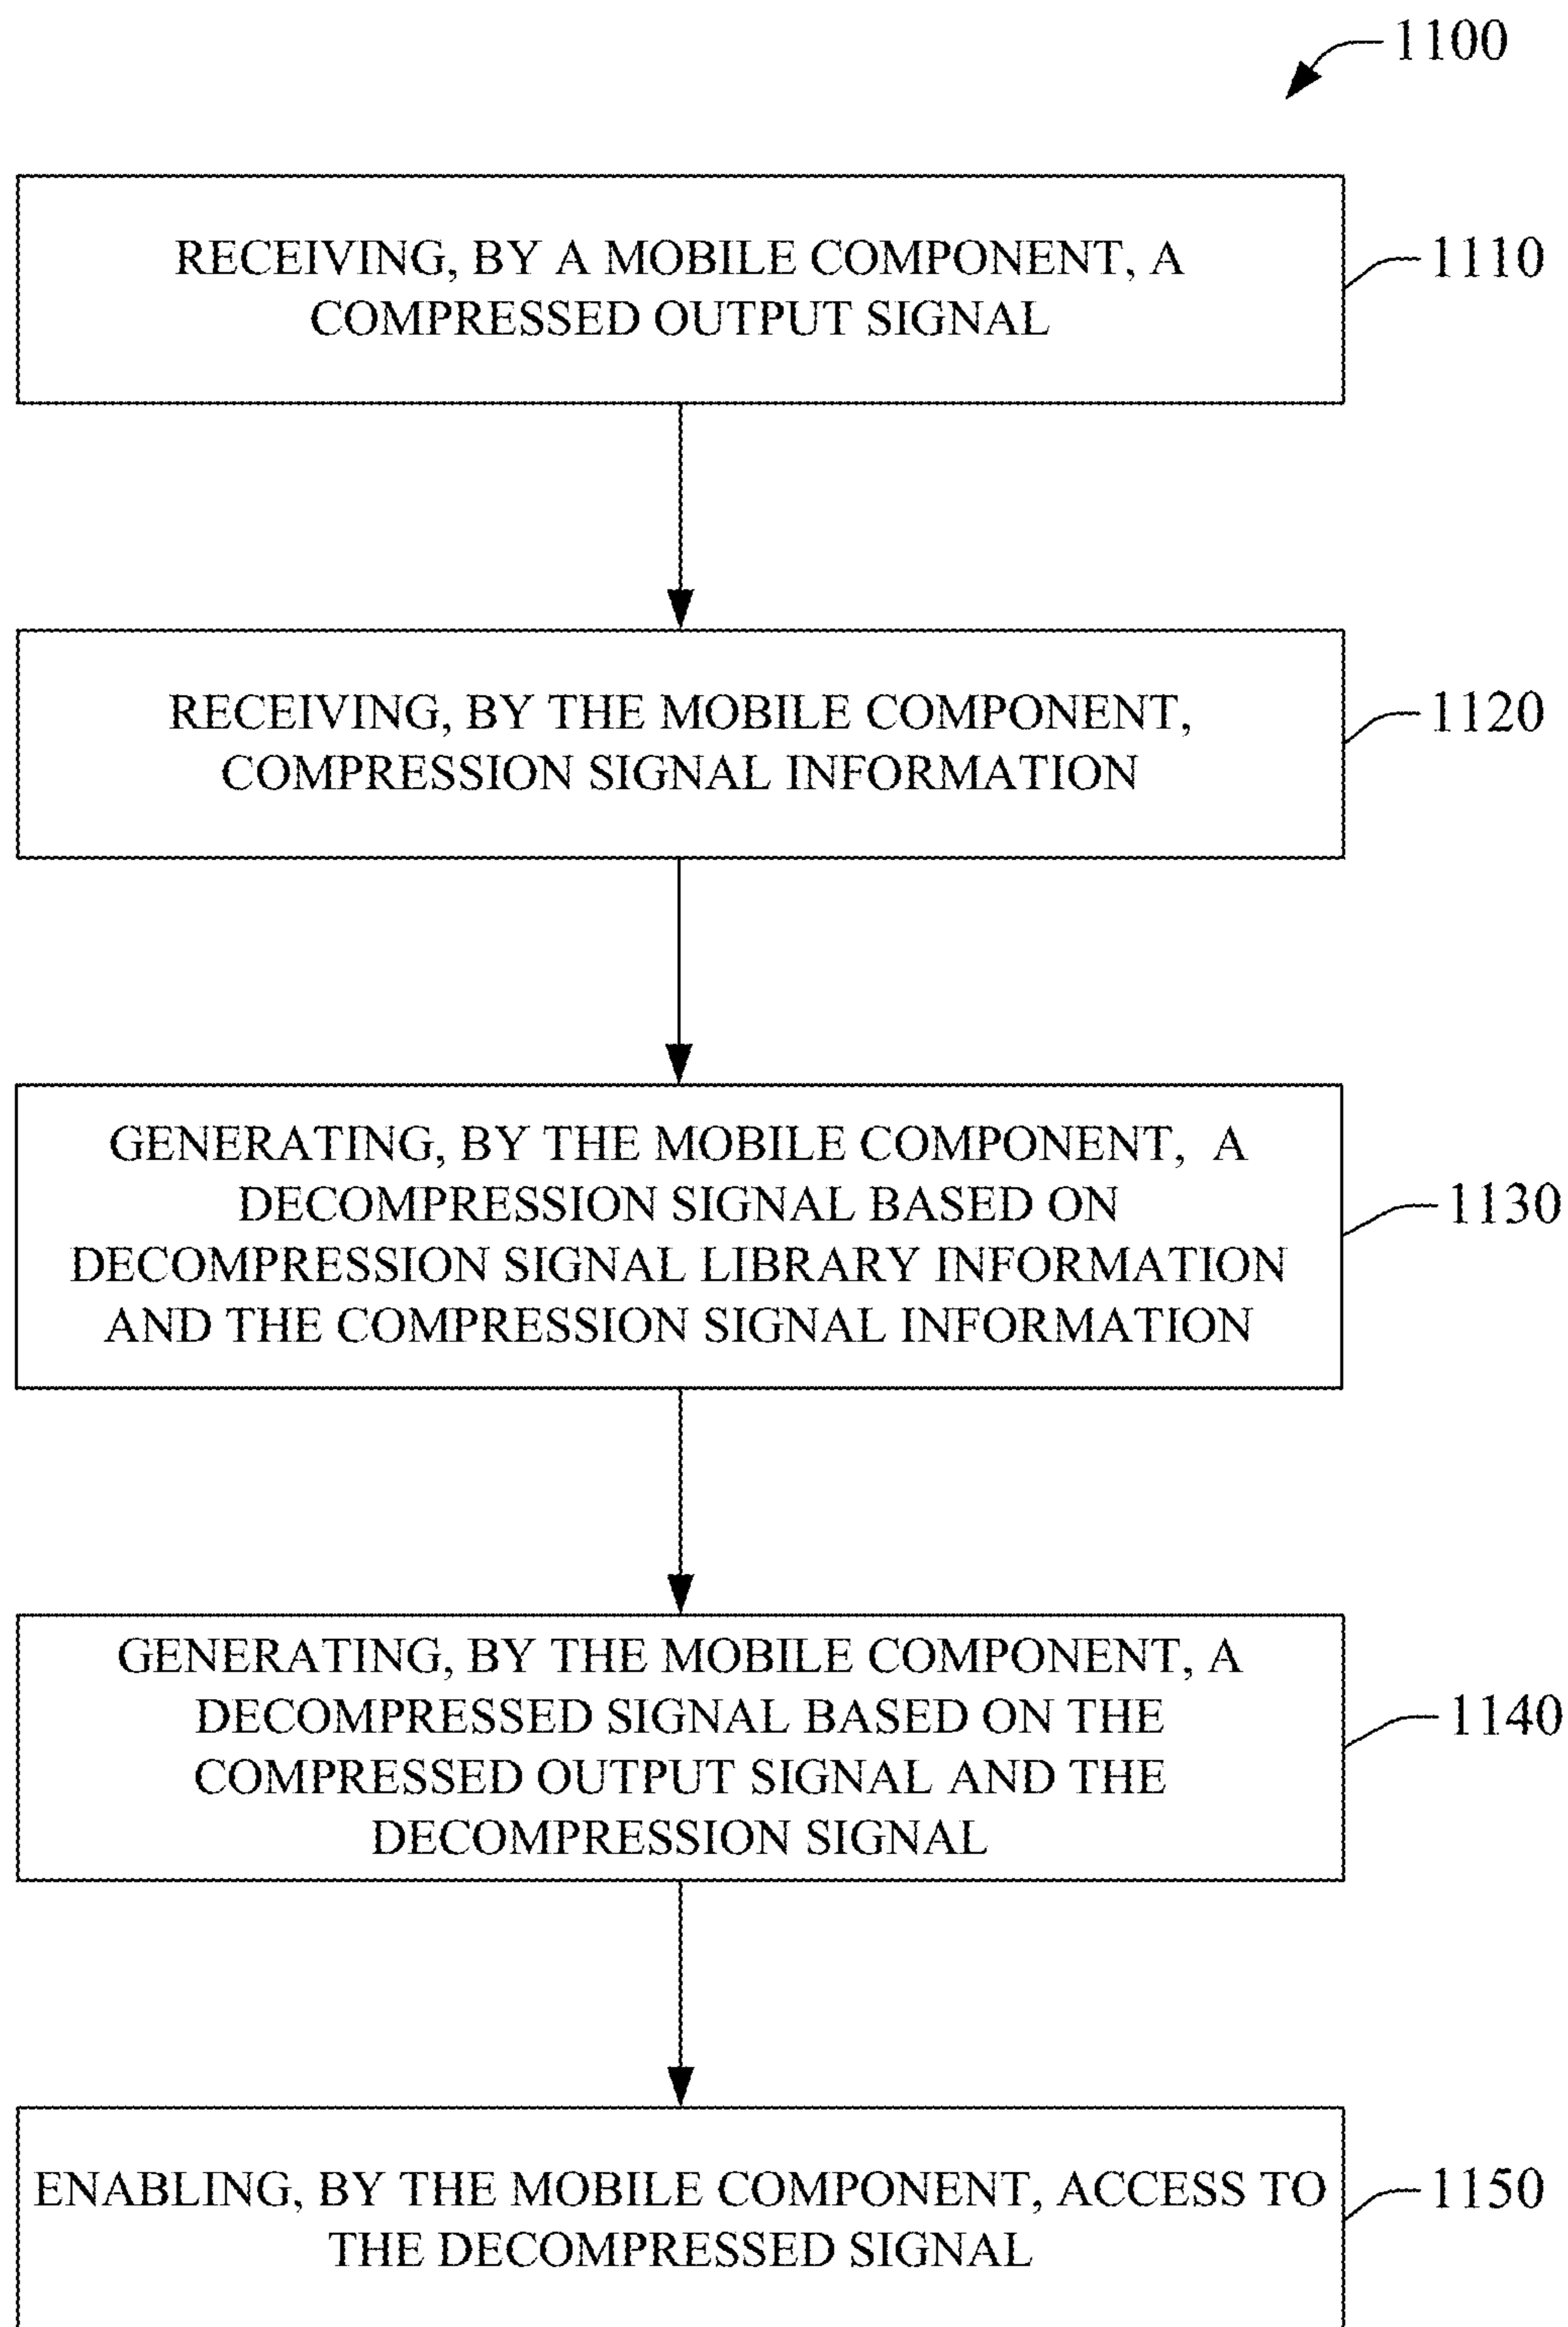 1100
RECEIVING, BY A MOBILE COMPONENT, A
COMPRESSED OUTPUT SIGNAL
1110
RECEIVING, BY THE MOBILE COMPONENT,
COMPRESSION SIGNAL INFORMATION
1120
GENERATING, BY THE MOBILE COMPONENT, A
DECOMPRESSION SIGNAL BASED ON
DECOMPRESSION SIGNAL LIBRARY INFORMATION
AND THE COMPRESSION SIGNAL INFORMATION
1130
GENERATING, BY THE MOBILE COMPONENT, A
DECOMPRESSED SIGNAL BASED ON THE
COMPRESSED OUTPUT SIGNAL AND THE
DECOMPRESSION SIGNAL
1140
ENABLING, BY THE MOBILE COMPONENT, ACCESS TO
THE DECOMPRESSED SIGNAL
1150